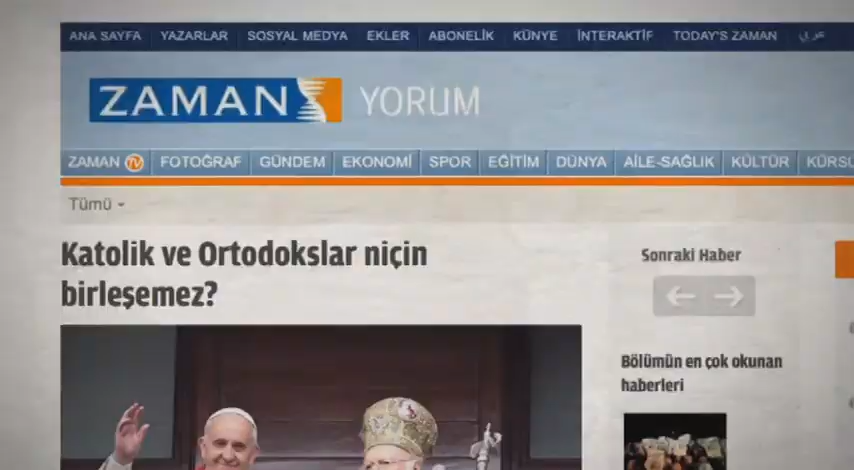 ANA SAYFA YAZARLAR SOSYAL MEDYA EKLER ABONELİK KÜNYE İNTERAKTİF TODAY'S ZAMAN عربي
ZAMAN YORUM
ZAMAN TV FOTOĞRAF GÜNDEM EKONOMİ SPOR EĞİTİM DÜNYA AİLE-SAĞLIK KÜLTÜR
Tümü
Katolik ve Ortodokslar niçin
birleşemez?
Sonraki Haber
Bölümün en çok okunan
haberleri